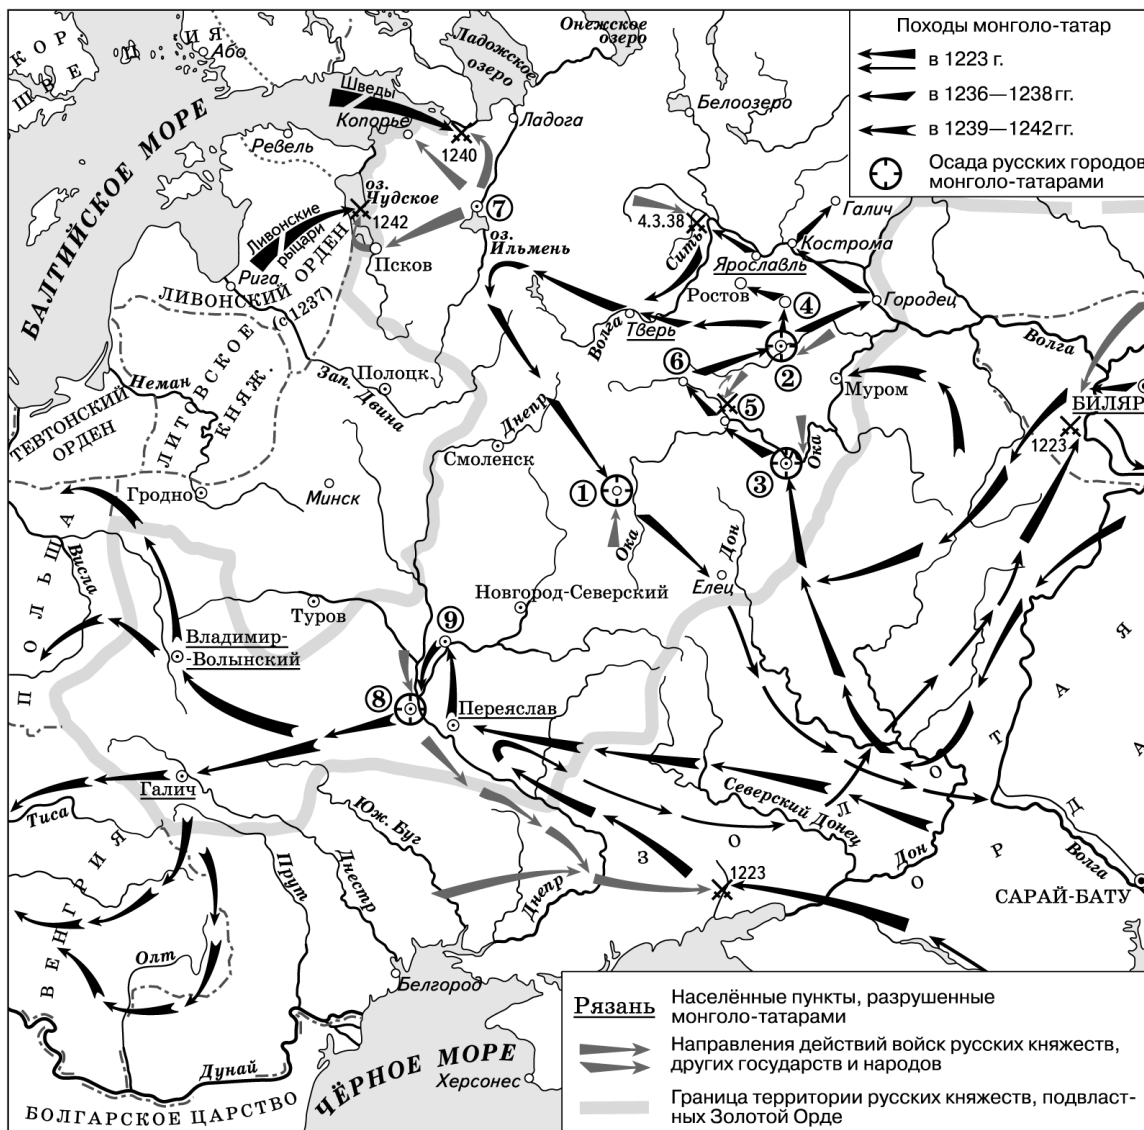 Походы монголо-татар
в 1223 г.
в 1236—1238 гг.
в 1239—1242 гг.
Осада русских городов
монголо-татарами
КОР.
ШВЕЦИЯ
Або
Онежское
озеро
Ладожское
озеро
Ладога
Белоозеро
Шведы
Копорье
1240
Ревель
БАЛТИЙСКОЕ МОРЕ
оз.
Чудское
1242
7
оз.
Ильмень
Ливонские
рыцари
Псков
Рига
ЛИВОНСКИЙ ОРДЕН
(с 1237)
4.3.38
Сить
Галич
Кострома
Ярославль
Ростов
4
Городец
Волга
Тверь
2
6
5
Муром
Волга
БИЛЯР
1223
Неман
ТЕВТОНСКИЙ
ОРДЕН
ЛИТОВСКОЕ
КНЯЖ.
Полоцк
Зап. Двина
Днепр
Смоленск
3
Ока
1
Ока
Гродно
Минск
ПОЛЬША
Висла
Дон
Елец
Новгород-Северский
Туров
9
Владимир-
-Волынский
8
Переяслав
Галич
Тиса
Северский Донец
Юж. Буг
Дон
Волга
САРАЙ-БАТУ
ЗОЛОТАЯ
ОРДА
1223
Днепр
Днестр
Прут
ВЕНГРИЯ
Олт
Белгород
Дунай
ЧЁРНОЕ МОРЕ
Херсонес
БОЛГАРСКОЕ ЦАРСТВО
Рязань
Населённые пункты, разрушенные
монголо-татарами
Направления действий войск русских княжеств,
других государств и народов
Граница территории русских княжеств, подвласт-
ных Золотой Орде